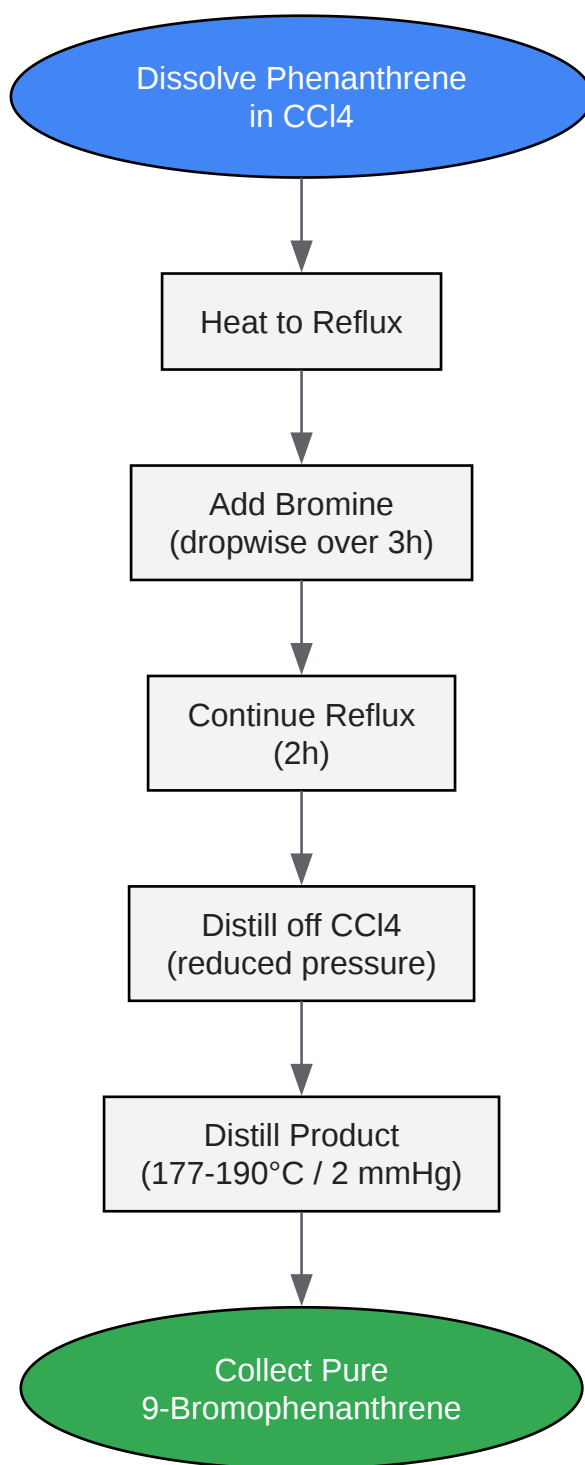 Dissolve Phenanthrene
in CCl4
Heat to Reflux
Add Bromine
(dropwise over 3h)
Continue Reflux
(2h)
Distill off CCl4
(reduced pressure)
Distill Product
(177-190°C / 2 mmHg)
Collect Pure
9-Bromophenanthrene